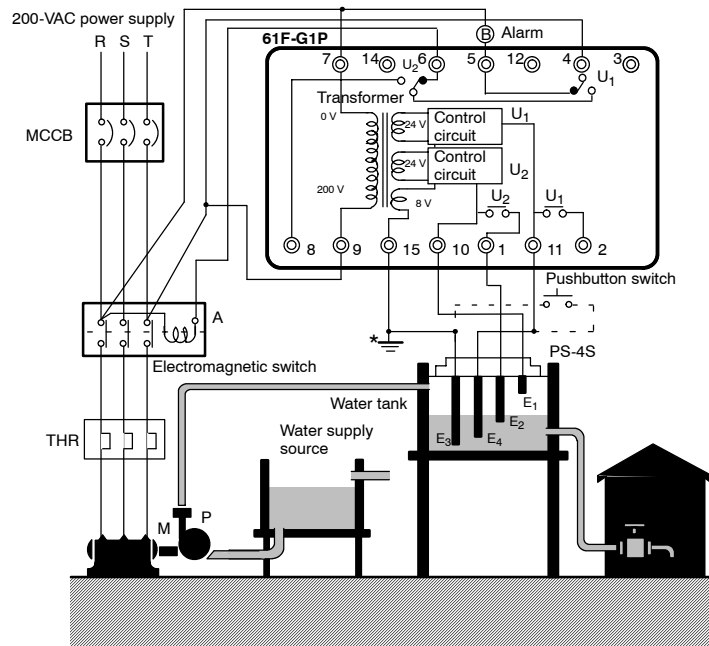 200-VAC power supply
R S T
B Alarm
61F-G1P
7 14 6 5 12 4 3
U2
U1
Transformer
0 V
24 V
Control
circuit
U1
MCCB
24 V
Control
circuit
U2
200 V
8 V
U2 U1
8 9 15 10 1 11 2
Pushbutton switch
A
*
PS-4S
Electromagnetic switch
Water tank
E1
E2
E3 E4
Water supply
source
THR
M P